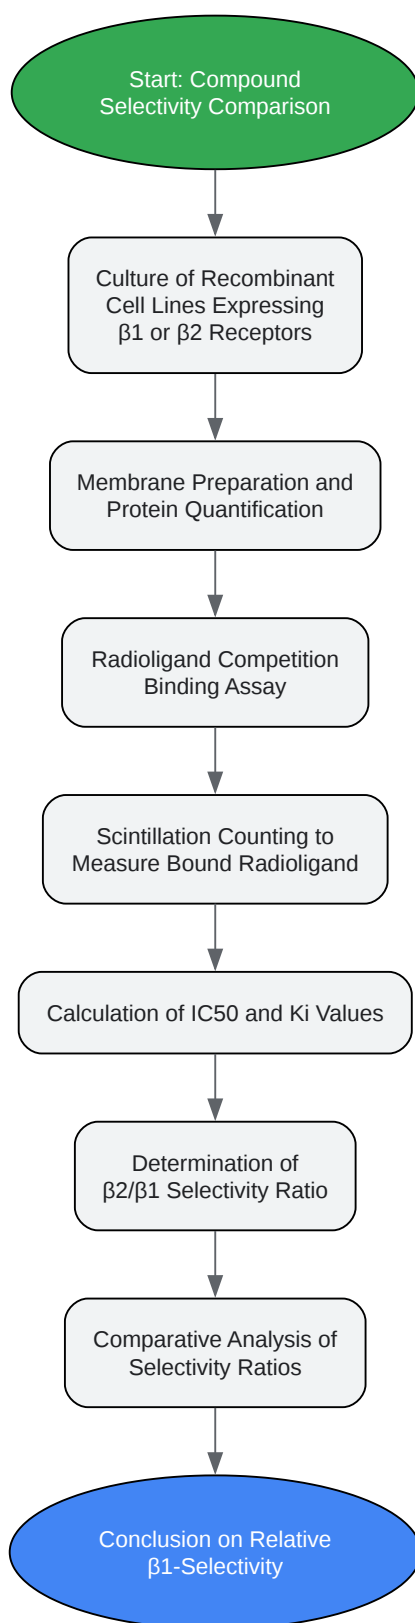 Start: Compound
Selectivity Comparison
Culture of Recombinant
Cell Lines Expressing
β1 or β2 Receptors
Membrane Preparation and
Protein Quantification
Radioligand Competition
Binding Assay
Scintillation Counting to
Measure Bound Radioligand
Calculation of IC50 and Ki Values
Determination of
β2/β1 Selectivity Ratio
Comparative Analysis of
Selectivity Ratios
Conclusion on Relative
β1-Selectivity